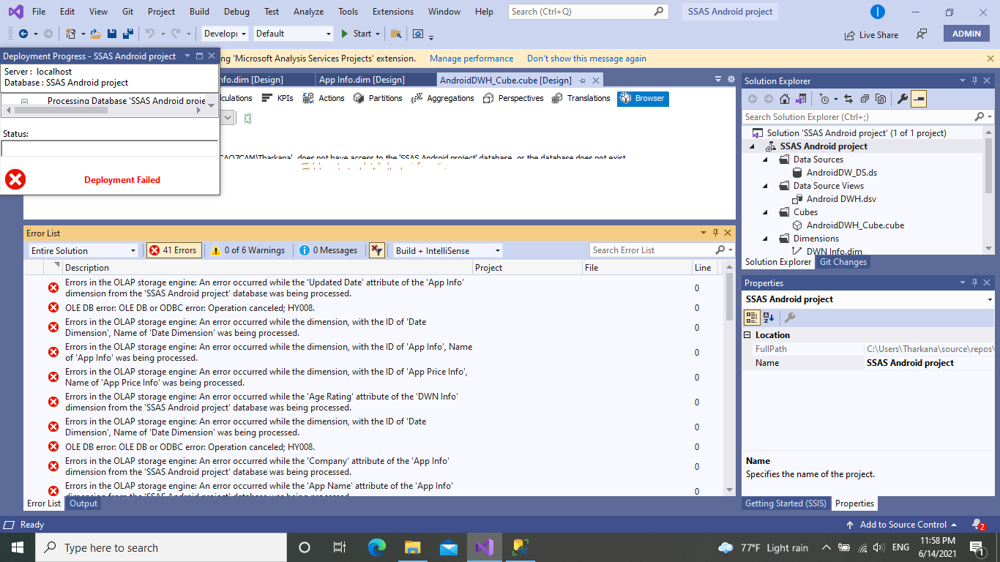 File Edit View Git Project Build Debug Test Analyze Tools Extensions Window Help Search (Ctrl+Q) SSAS Android project
Default Start Live Share ADMIN
Deployment Progress - SSAS Android project
Server : localhost
Database : SSAS Android project
Processing Database 'SSAS Android proje
Status:
Deployment Failed
ng 'Microsoft Analysis Services Projects' extension. Manage performance Don't show this message again
nfo.dim [Design] App Info.dim [Design] AndroidDWH_Cube.cube [Design]
lculations KPIs Actions Partitions Aggregations Perspectives Translations Browser
CAO7CAM\Tharkana', does not have access to the 'SSAS Android project' database, or the database does not exist.
Error List
Entire Solution 41 Errors 0 of 6 Warnings 0 Messages Build + IntelliSense Search Error List
Description Project File Line
Errors in the OLAP storage engine: An error occurred while the 'Updated Date' attribute of the 'App Info'
dimension from the 'SSAS Android project' database was being processed. 0
OLE DB error: OLE DB or ODBC error: Operation canceled; HY008. 0
Errors in the OLAP storage engine: An error occurred while the dimension, with the ID of 'Date
Dimension', Name of 'Date Dimension' was being processed. 0
Errors in the OLAP storage engine: An error occurred while the dimension, with the ID of 'App Info', Name
of 'App Info' was being processed. 0
Errors in the OLAP storage engine: An error occurred while the dimension, with the ID of 'App Price Info',
Name of 'App Price Info' was being processed. 0
Errors in the OLAP storage engine: An error occurred while the 'Age Rating' attribute of the 'DWN Info'
dimension from the 'SSAS Android project' database was being processed. 0
Errors in the OLAP storage engine: An error occurred while the dimension, with the ID of 'Date
Dimension', Name of 'Date Dimension' was being processed. 0
OLE DB error: OLE DB or ODBC error: Operation canceled; HY008. 0
Errors in the OLAP storage engine: An error occurred while the 'Company' attribute of the 'App Info'
dimension from the 'SSAS Android project' database was being processed. 0
Errors in the OLAP storage engine: An error occurred while the 'App Name' attribute of the 'App Info'
dimension from the 'SSAS Android project' database was being processed. 0
Error List Output
Solution Explorer
Search Solution Explorer (Ctrl+;)
Solution 'SSAS Android project' (1 of 1 project)
SSAS Android project
Data Sources
AndroidDW_DS.ds
Data Source Views
Android DWH.dsv
Cubes
AndroidDWH_Cube.cube
Dimensions
DWN Info.dim
Solution Explorer Git Changes
Properties
SSAS Android project
Location
FullPath C:\Users\Tharkana\source\repos\
Name SSAS Android project
Name
Specifies the name of the project.
Getting Started (SSIS) Properties
Ready Add to Source Control 2
Type here to search 77°F Light rain ENG 11:58 PM
6/14/2021 1